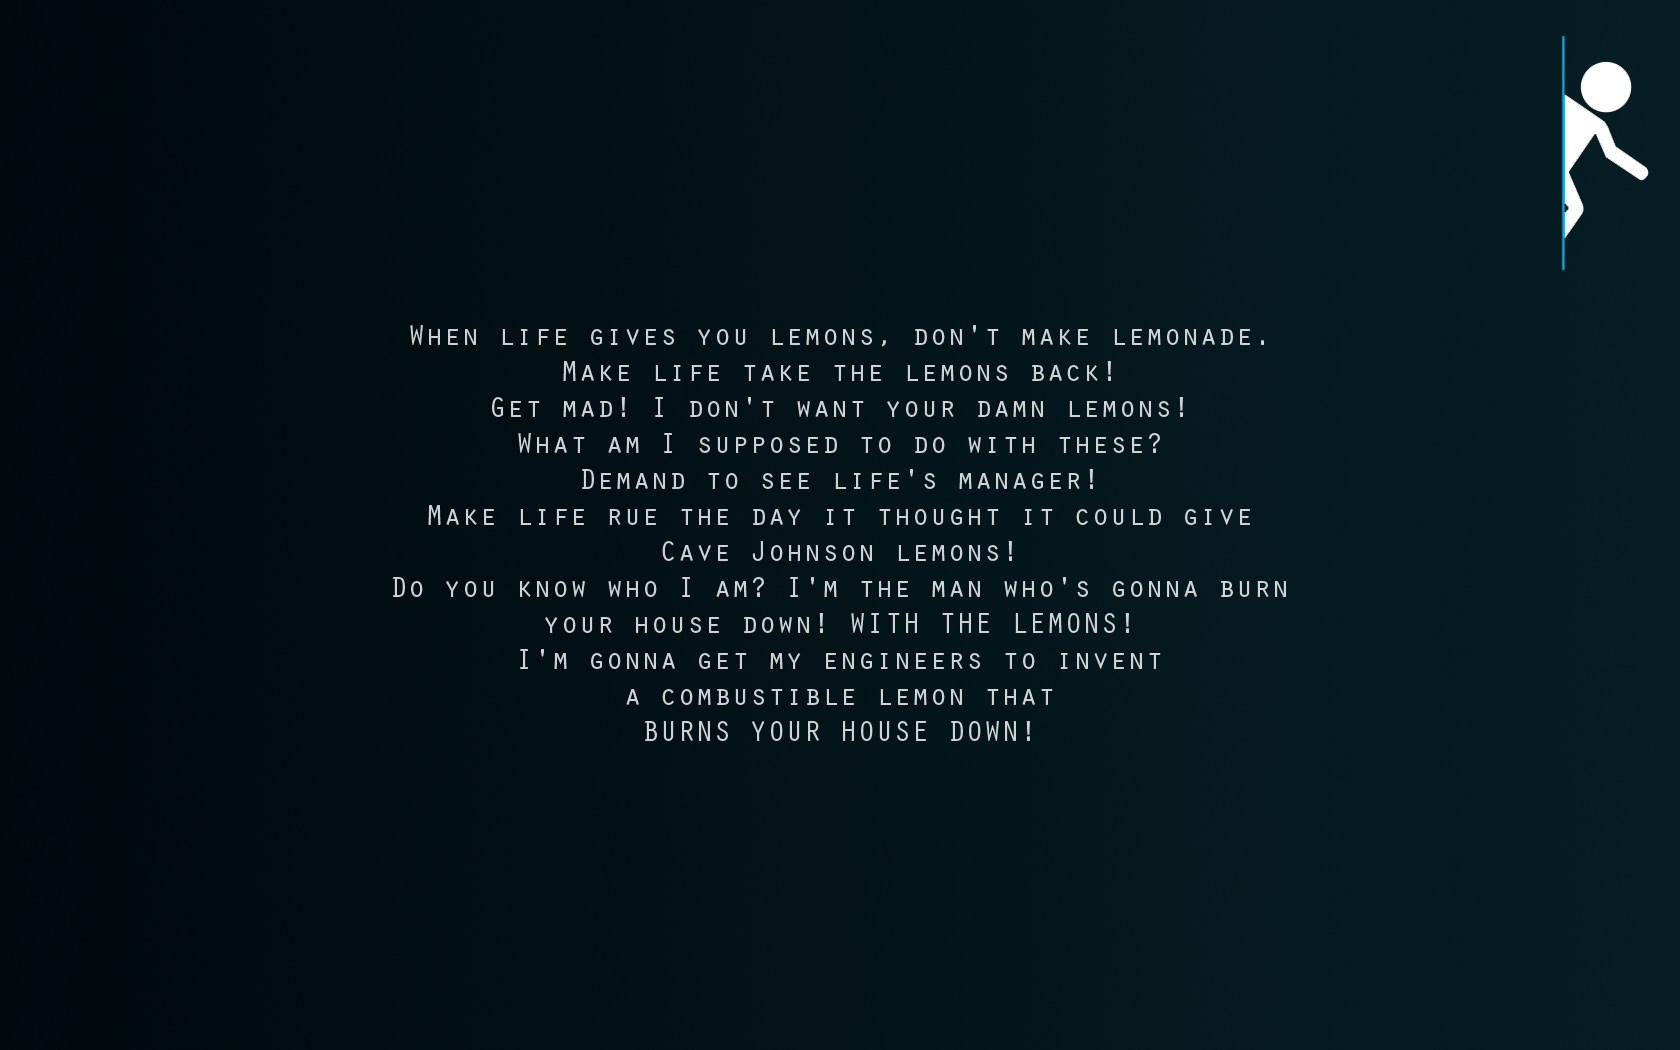 When life gives you lemons, don't make lemonade.
Make life take the lemons back!
Get mad! I don't want your damn lemons!
What am I supposed to do with these?
Demand to see life's manager!
Make life rue the day it thought it could give
Cave Johnson lemons!
Do you know who I am? I'm the man who's gonna burn
your house down! WITH THE LEMONS!
I'm gonna get my engineers to invent
a combustible lemon that
BURNS YOUR HOUSE DOWN!